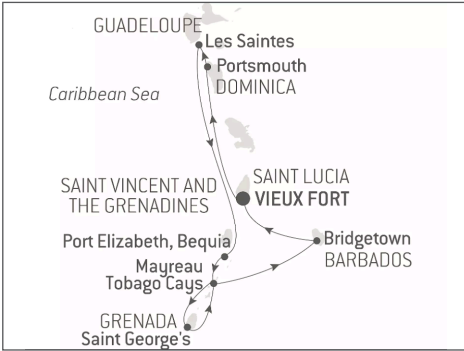 GUADELOUPE
Les Saintes
Portsmouth
DOMINICA
Caribbean Sea
SAINT LUCIA
VIEUX FORT
SAINT VINCENT AND
THE GRENADINES
Port Elizabeth, Bequia
Bridgetown
BARBADOS
Mayreau
Tobago Cays
GRENADA
Saint George's